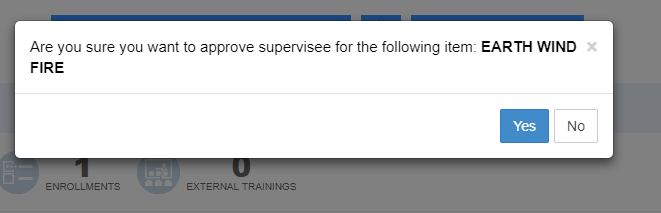 Are you sure you want to approve supervisee for the following item: EARTH WIND
FIRE
×
Yes
No
1
ENROLLMENTS
0
EXTERNAL TRAININGS